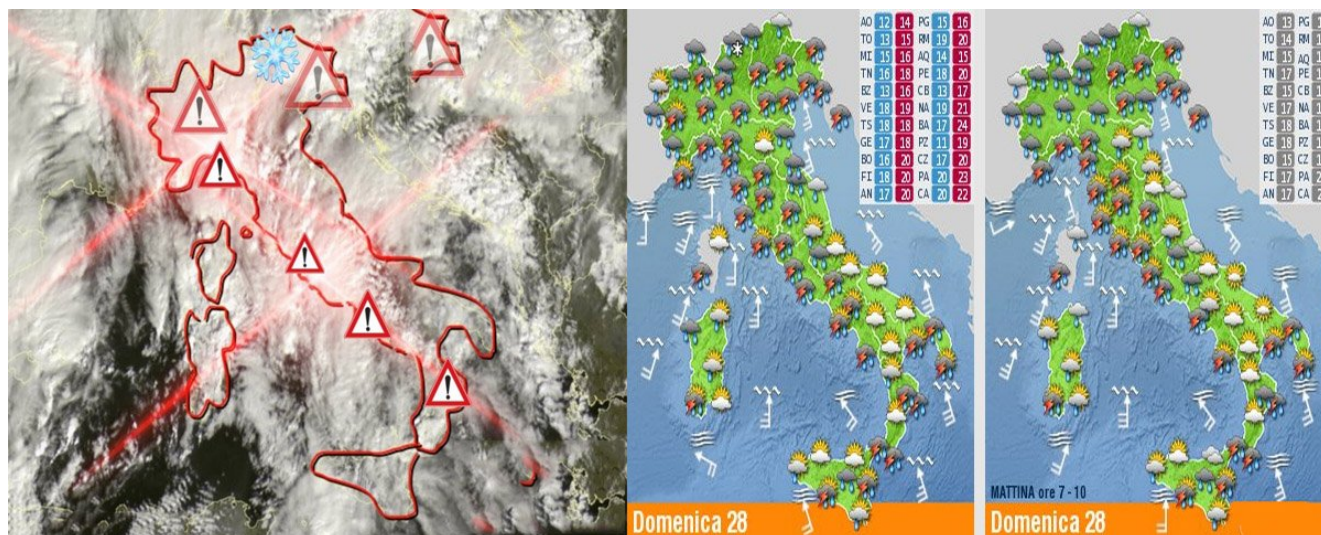 AO 12 14 PG 15 16
TO 13 15 RM 19 20
MI 15 16 AQ 14 15
TN 16 18 PE 18 20
BZ 13 16 CB 13 17
VE 18 19 NA 19 21
TS 18 18 BA 17 24
GE 17 18 PZ 11 19
BO 16 20 CZ 17 20
FI 18 20 PA 20 23
AN 17 20 CA 20 22
Domenica 28
AO 13 PG
TO 14 RM
MI 15 AQ
TN 17 PE
BZ 15 CB
VE 17 NA
TS 18 BA
GE 18 PZ
BO 15 CZ
FI 17 PA
AN 17 CA
MATTINA ore 7 - 10
Domenica 28